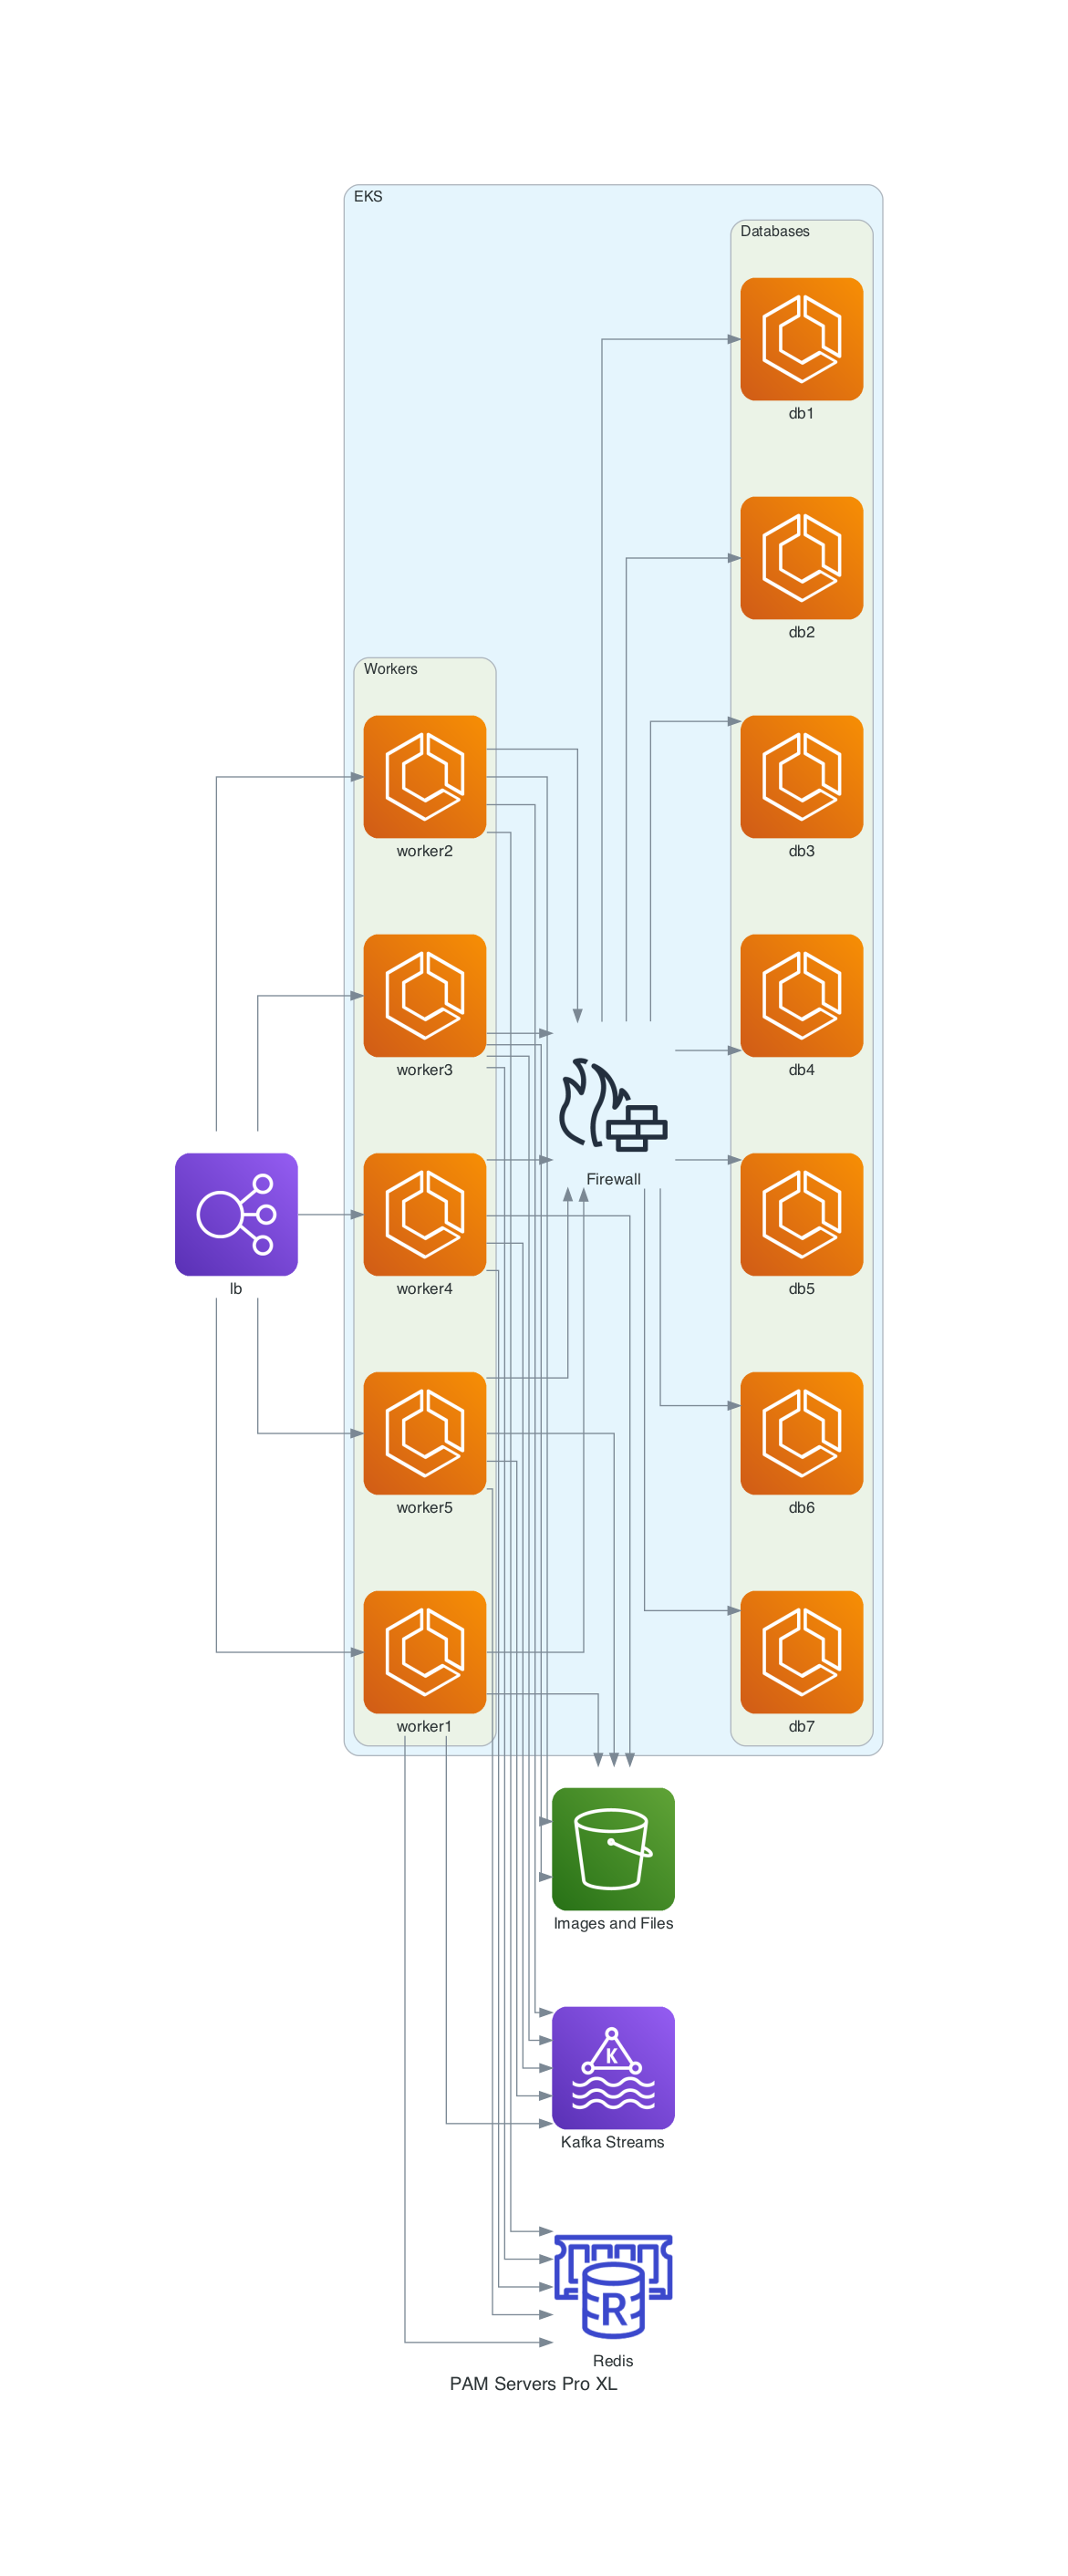 EKS
Databases
db1
db2
Workers
worker2
db3
worker3
db4
Firewall
lb
worker4
db5
worker5
db6
worker1
db7
Images and Files
K
Kafka Streams
R
Redis
PAM Servers Pro XL